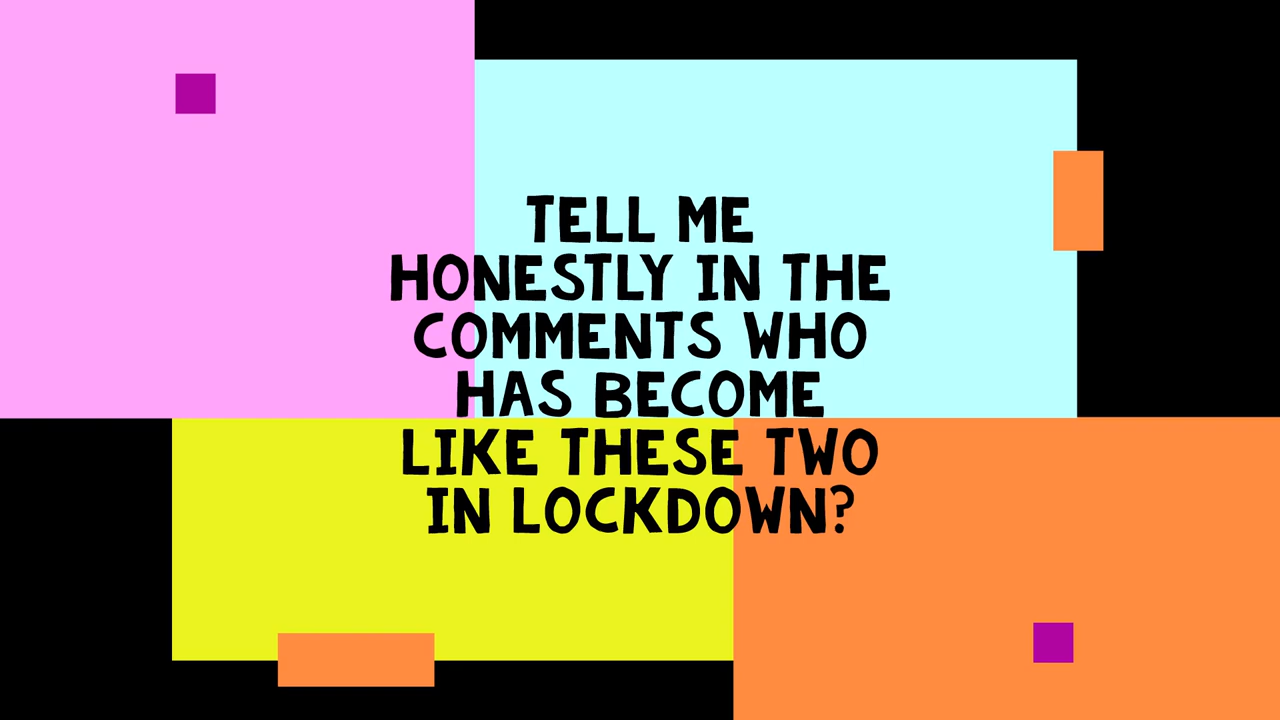 TELL ME
HONESTLY IN THE
COMMENTS WHO
HAS BECOME
LIKE THESE TWO
IN LOCKDOWN?